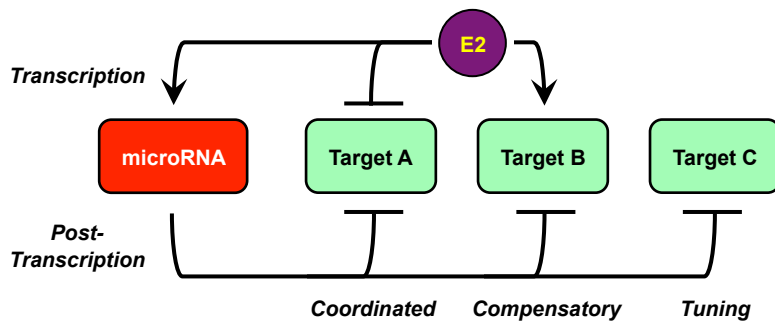 E2
Transcription
microRNA
Target A
Target B
Target C
Post-
Transcription
Coordinated
Compensatory
Tuning